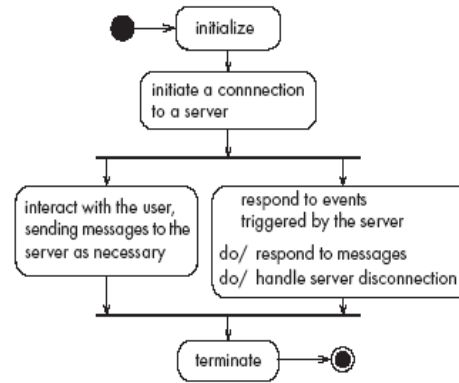 initialize
initiate a connnection
to a server
interact with the user,
sending messages to the
server as necessary
respond to events
triggered by the server
do/ respond to messages
do/ handle server disconnection
terminate